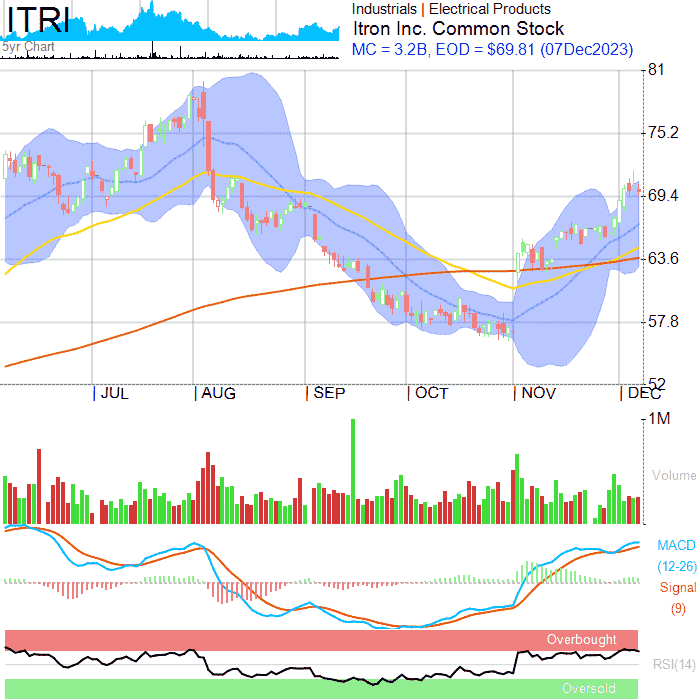 ITRI
5yr Chart
Industrials | Electrical Products
Itron Inc. Common Stock
MC = 3.2B, EOD = $69.81 (07Dec2023)
81
75.2
69.4
63.6
57.8
52
JUL
AUG
SEP
OCT
NOV
DEC
1M
Volume
MACD
(12-26)
Signal
(9)
Overbought
RSI(14)
Oversold